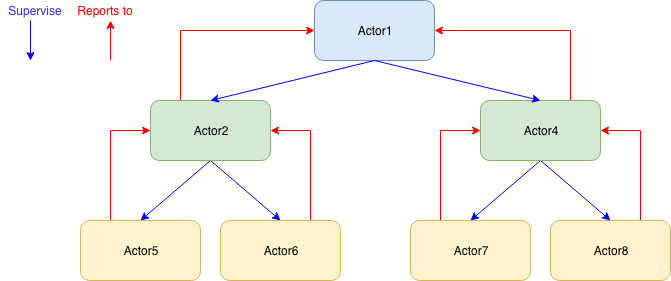 Supervise
Reports to
Actor1
Actor2
Actor4
Actor5
Actor6
Actor7
Actor8